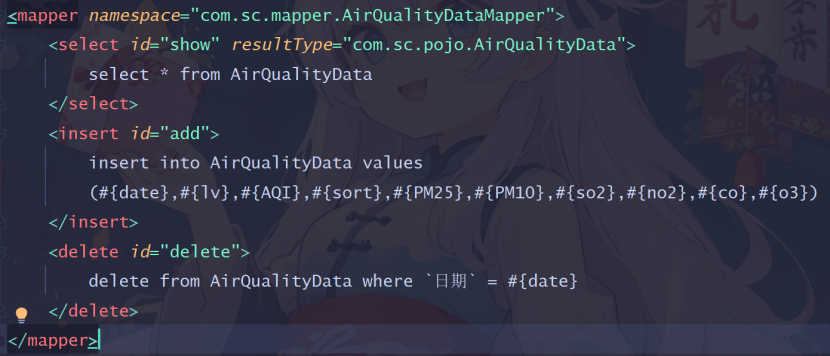 <mapper namespace="com.sc.mapper.AirQualityDataMapper">
<select id="show" resultType="com.sc.pojo.AirQualityData">
select * from AirQualityData
</select>
<insert id="add">
insert into AirQualityData values
(#{date},#{lv},#{AQI},#{sort},#{PM25},#{PM10},#{so2},#{no2},#{co},#{o3})
</insert>
<delete id="delete">
delete from AirQualityData where `日期` = #{date}
</delete>
</mapper>